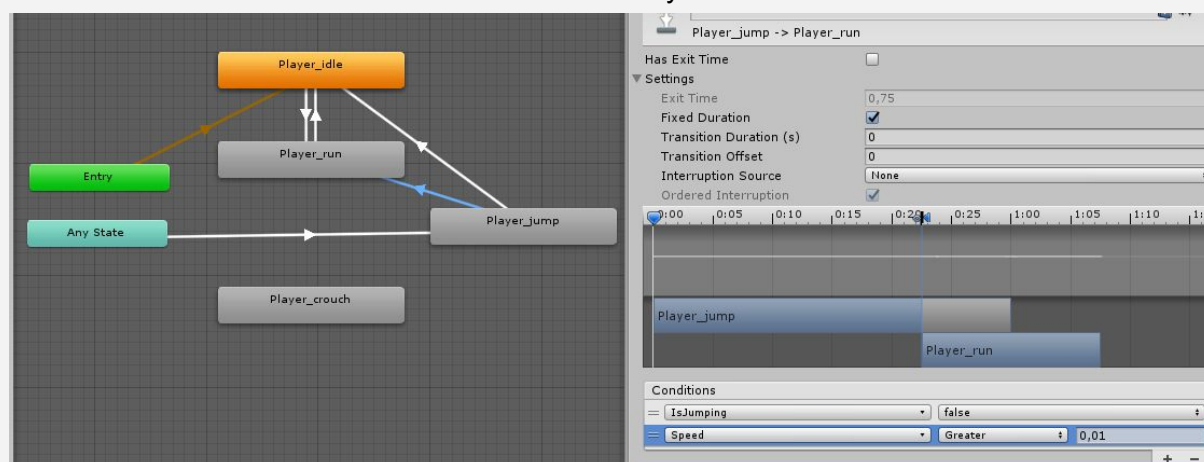 Player_idle
Player_run
Entry
Player_jump
Any State
Player_crouch
Player_jump -> Player_run
Has Exit Time
Settings
Exit Time 0,75
Fixed Duration
Transition Duration (s) 0
Transition Offset 0
Interruption Source None
Ordered Interruption
0:00 0:05 0:10 0:15 0:20 0:25 1:00 1:05 1:10
Player_jump
Player_run
Conditions
IsJumping false
Speed Greater 0,01